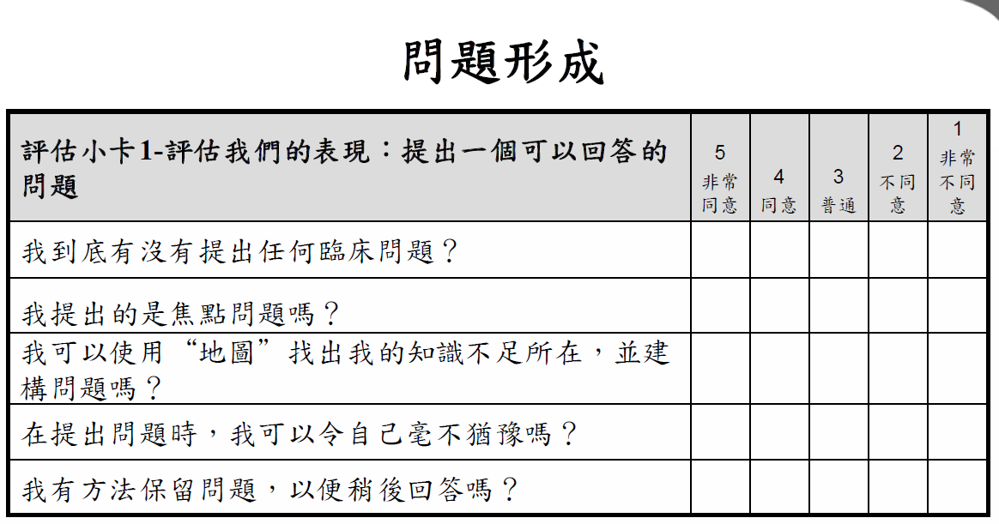 問題形成
評估小卡1-評估我們的表現：提出一個可以回答的
問題
5
非常
同意
4
同意
3
普通
2
不同
意
1
非常
不同
意
我到底有沒有提出任何臨床問題？
我提出的是焦點問題嗎？
我可以使用“地圖”找出我的知識不足所在，並建
構問題嗎？
在提出問題時，我可以令自己毫不猶豫嗎？
我有方法保留問題，以便稍後回答嗎？